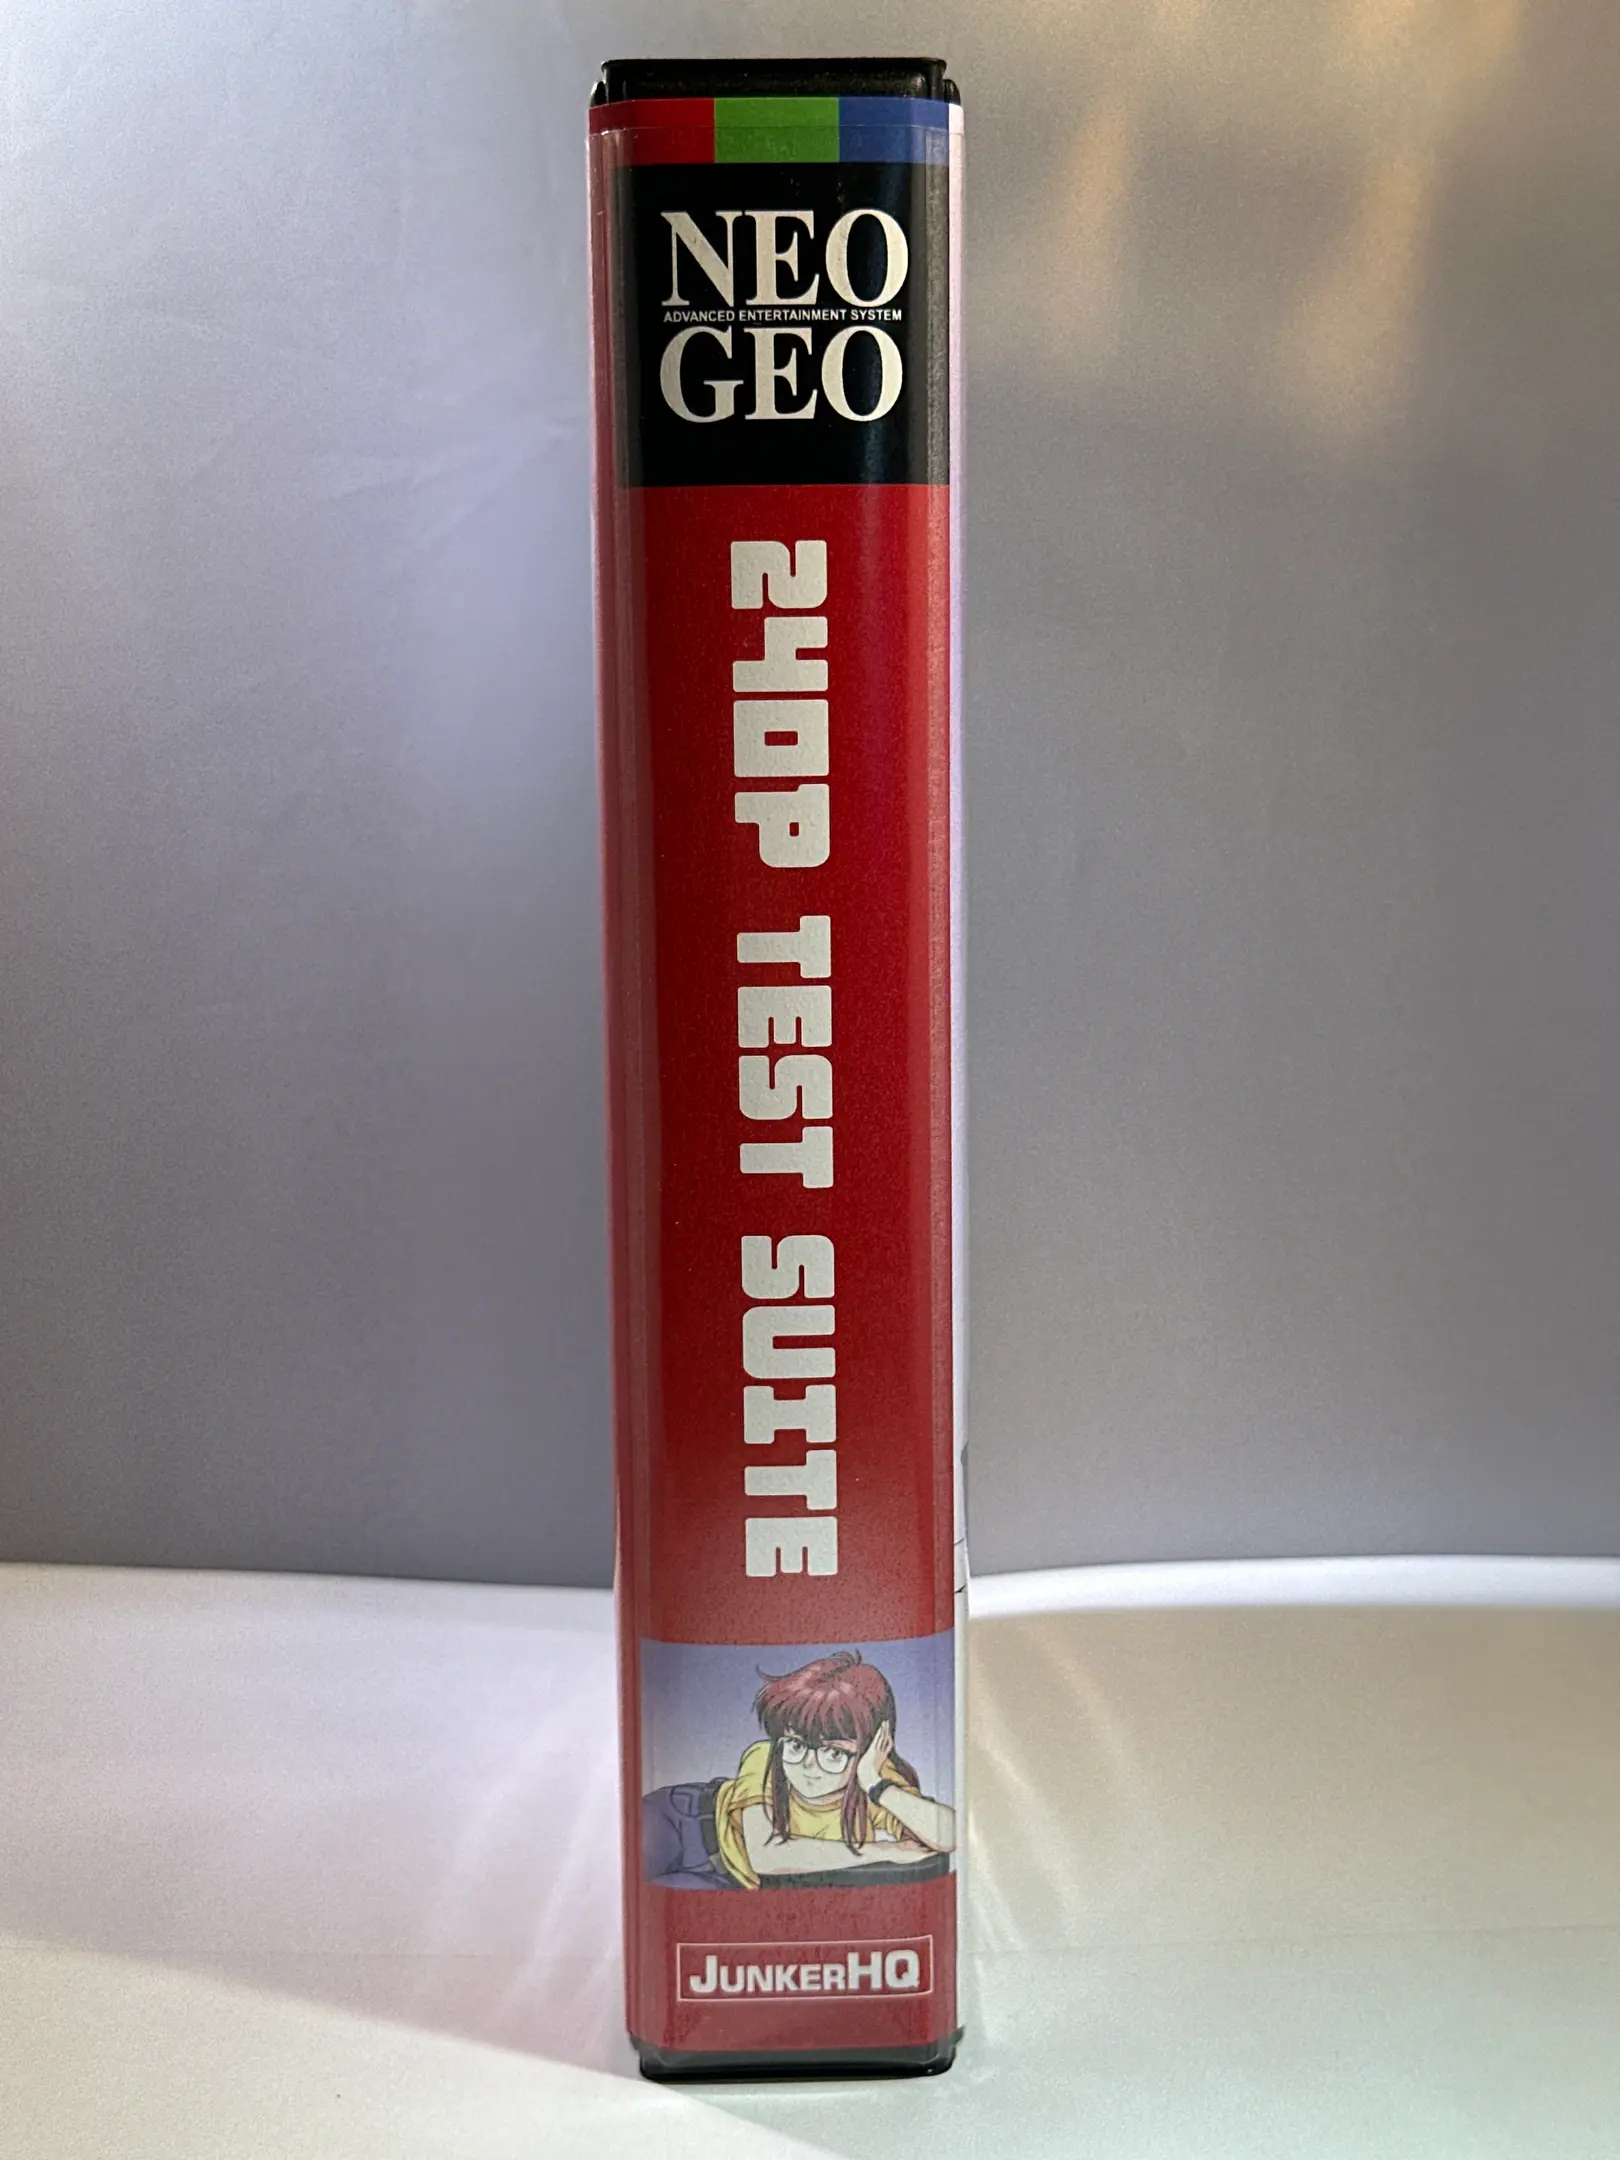 NEO
ADVANCED ENTERTAINMENT SYSTEM
GEO
240P TEST SUITE
JUNKERHQ